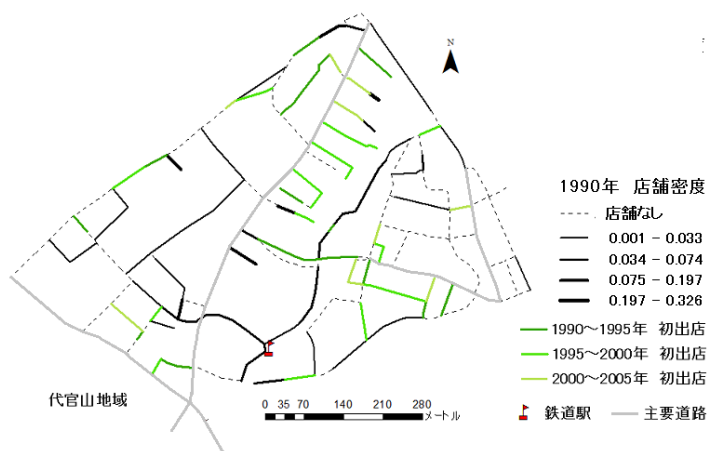 N
1990年 店舗密度
店舗なし
0.001 - 0.033
0.034 - 0.074
0.075 - 0.197
0.197 - 0.326
1990～1995年 初出店
1995～2000年 初出店
2000～2005年 初出店
鉄道駅 主要道路
代官山地域
0 35 70 140 210 280
メートル